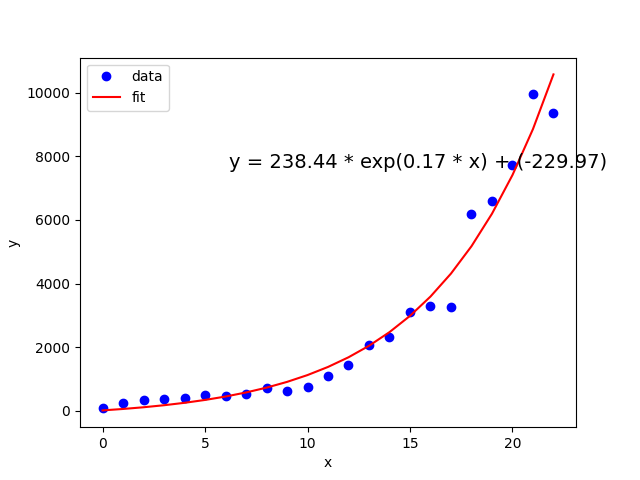 data
fit
y = 238.44 * exp(0.17 * x) + (-229.97)
10000
8000
6000
4000
2000
0
y
0 5 10 15 20
x